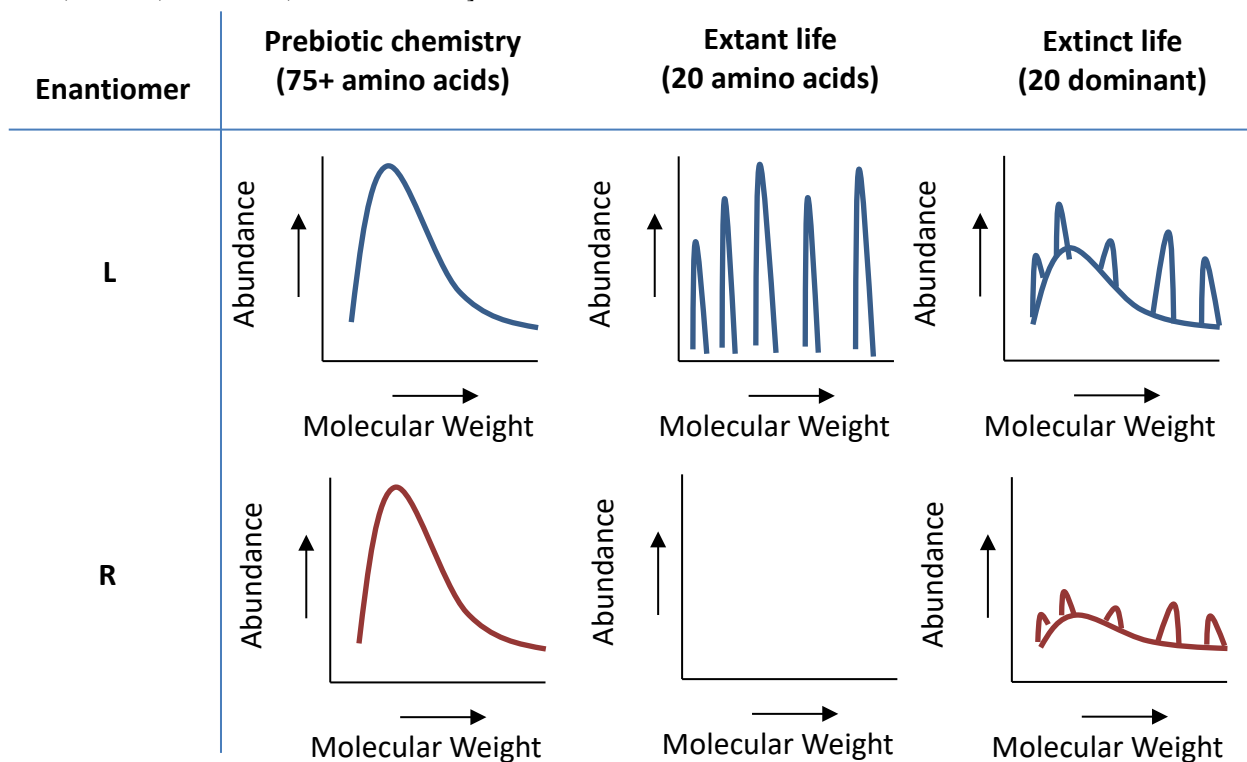 Prebiotic chemistry
(75+ amino acids)
Extant life
(20 amino acids)
Extinct life
(20 dominant)
Enantiomer
L
Abundance
Molecular Weight
Abundance
Molecular Weight
Abundance
Molecular Weight
R
Abundance
Molecular Weight
Abundance
Molecular Weight
Abundance
Molecular Weight